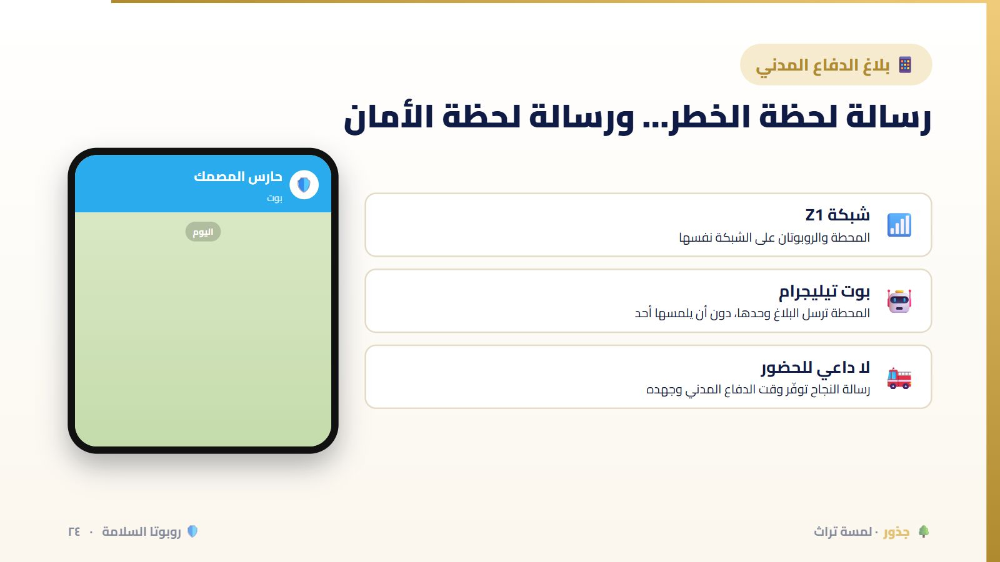 بلاغ الدفاع المدني
رسالة لحظة الخطر... ورسالة لحظة الأمان
شبكة Z1
المحطة والروبوتان على الشبكة نفسها
بوت تيليجرام
المحطة ترسل البلاغ وحدها، دون أن يلمسها أحد
لا داعي للحضور
رسالة النجاح توفّر وقت الدفاع المدني وجهده
حارس المصمك
بوت
اليوم
جذور · لمسة تراث
روبوتا السلامة · ٢٤